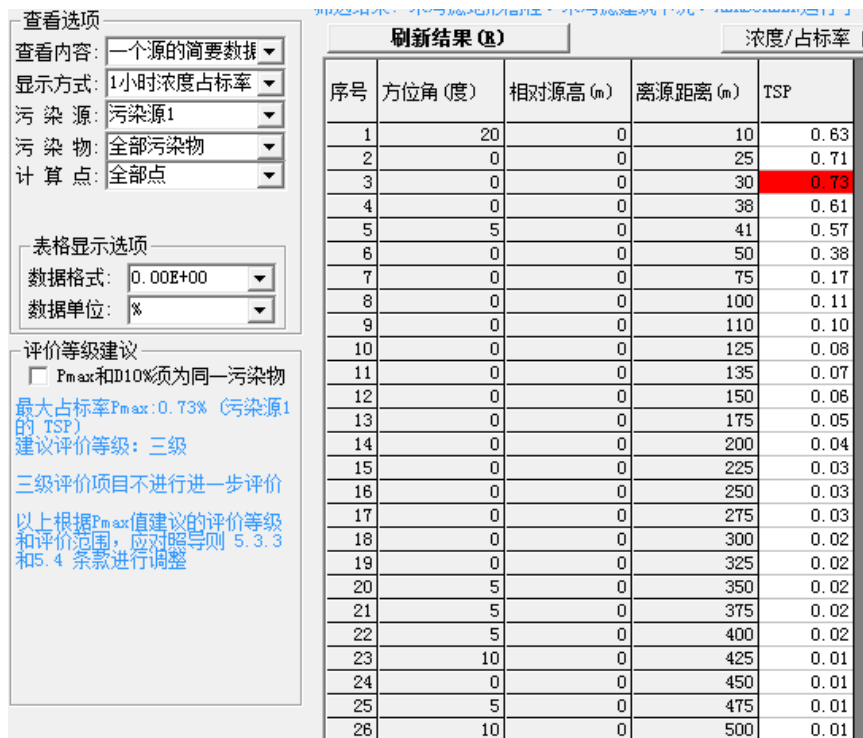 查看选项
查看内容: 一个源的简要数据
显示方式: 1小时浓度占标率
污 染 源: 污染源1
污 染 物: 全部污染物
计 算 点: 全部点
表格显示选项
数据格式: 0.00E+00
数据单位: %
评价等级建议
Pmax和D10%须为同一污染物
最大占标率Pmax:0.73% (污染源1
的 TSP)
建议评价等级: 三级
三级评价项目不进行进一步评价
以上根据Pmax值建议的评价等级
和评价范围,应对照导则 5.3.3
和5.4 条款进行调整
刷新结果(R) 浓度/占标率
序号 方位角(度) 相对源高(m) 离源距离(m) TSP
1 20 0 10 0.63
2 0 0 25 0.71
3 0 0 30 0.73
4 0 0 38 0.61
5 5 0 41 0.57
6 0 0 50 0.38
7 0 0 75 0.17
8 0 0 100 0.11
9 0 0 110 0.10
10 0 0 125 0.08
11 0 0 135 0.07
12 0 0 150 0.06
13 0 0 175 0.05
14 0 0 200 0.04
15 0 0 225 0.03
16 0 0 250 0.03
17 0 0 275 0.03
18 0 0 300 0.02
19 0 0 325 0.02
20 5 0 350 0.02
21 5 0 375 0.02
22 5 0 400 0.02
23 10 0 425 0.01
24 0 0 450 0.01
25 5 0 475 0.01
26 10 0 500 0.01